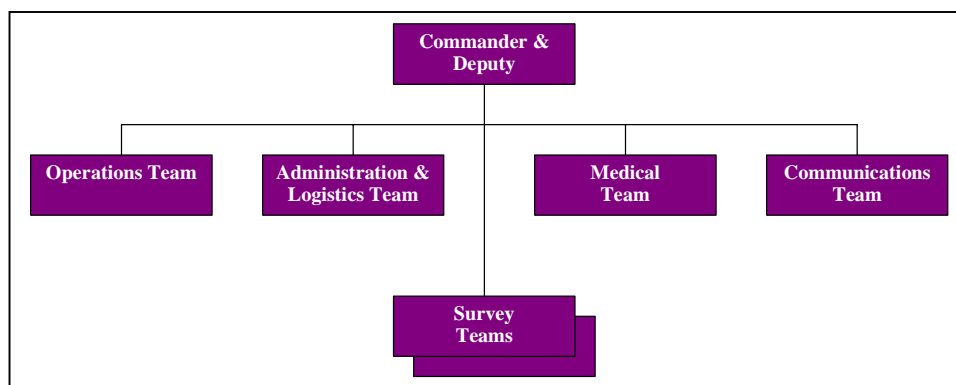 Commander &
Deputy
Operations Team
Administration &
Logistics Team
Medical
Team
Communications
Team
Survey
Teams